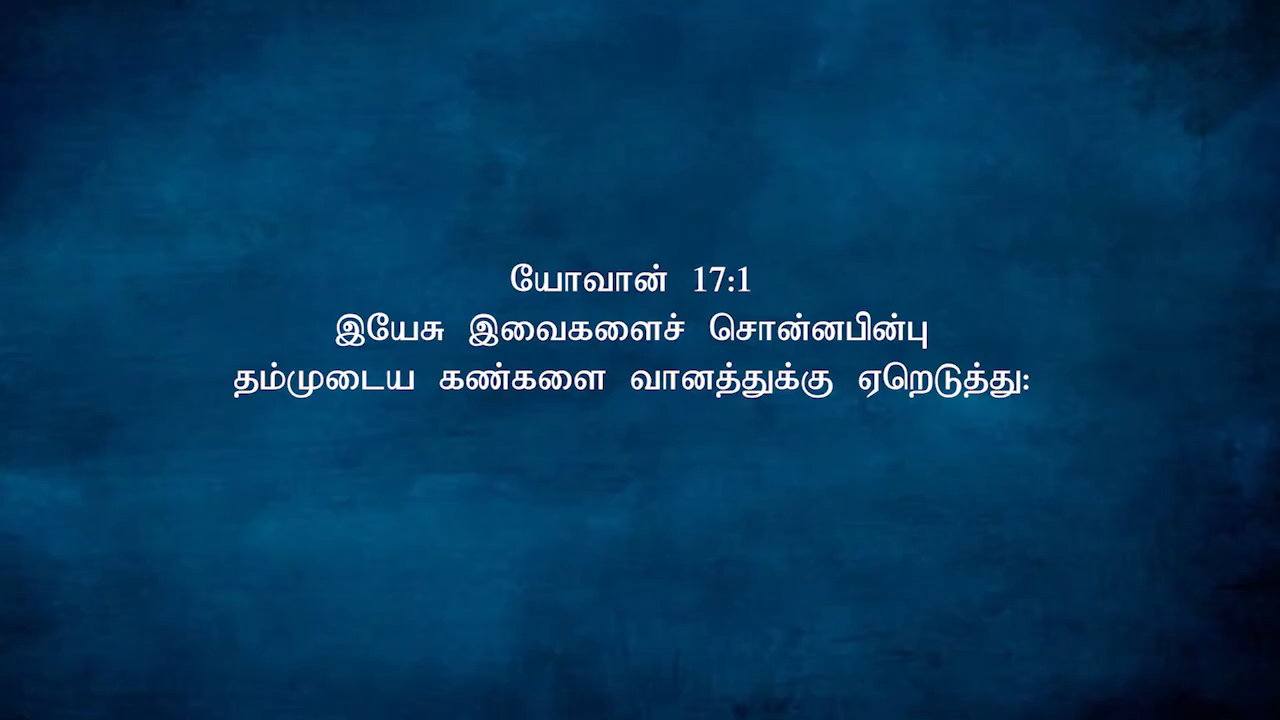 யோவான் 17:1
இயேசு இவைகளைச் சொன்னபின்பு
தம்முடைய கண்களை வானத்துக்கு ஏறெடுத்து: